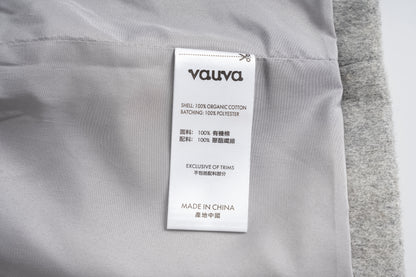 vauva
SHELL: 100% ORGANIC COTTON
BATCHING: 100% POLYESTER
面料: 100% 有機棉
配料: 100% 聚酯纖維
EXCLUSIVE OF TRIMS
不包括配料部分
MADE IN CHINA
產地中國